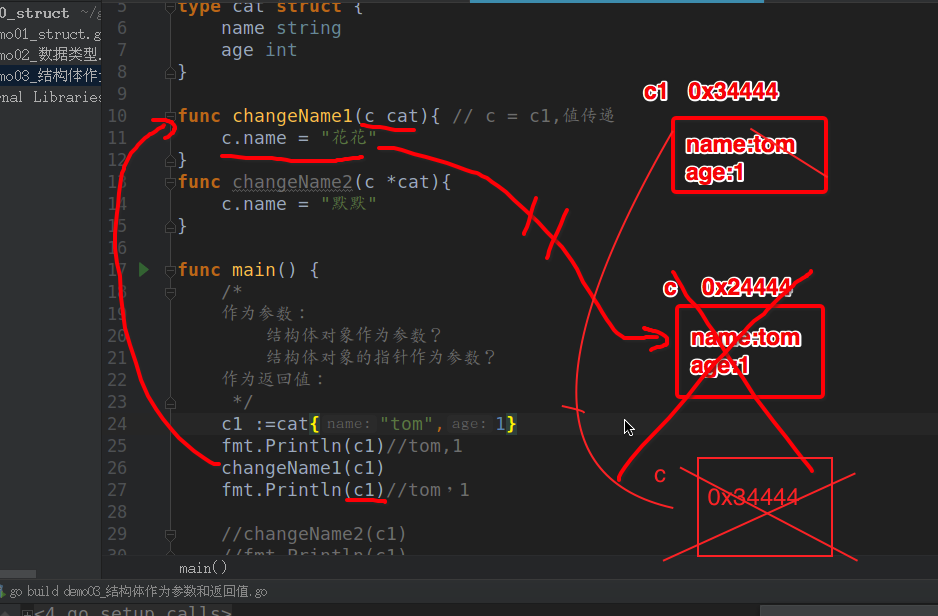 0_struct ~/g
mo01_struct.g
mo02_数据类型.
mo03_结构体作
nal Libraries
5 type cat struct {
6 name string
7 age int
8 }
9
10 func changeName1(c cat){ // c = c1,值传递
11 c.name = "花花"
12 }
13 func changeName2(c *cat){
14 c.name = "默默"
15 }
16
17 func main() {
18 /*
19 作为参数：
20 结构体对象作为参数？
21 结构体对象的指针作为参数？
22 作为返回值：
23 */
24 c1 :=cat{ name: "tom", age: 1}
25 fmt.Println(c1)//tom,1
26 changeName1(c1)
27 fmt.Println(c1)//tom，1
28
29 //changeName2(c1)
30 //fmt.Println(c1)
main()
c1 0x34444
name:tom
age:1
c 0x24444
name:tom
age:1
c
0x34444
go build demo03_结构体作为参数和返回值.go
<4 go setup calls>